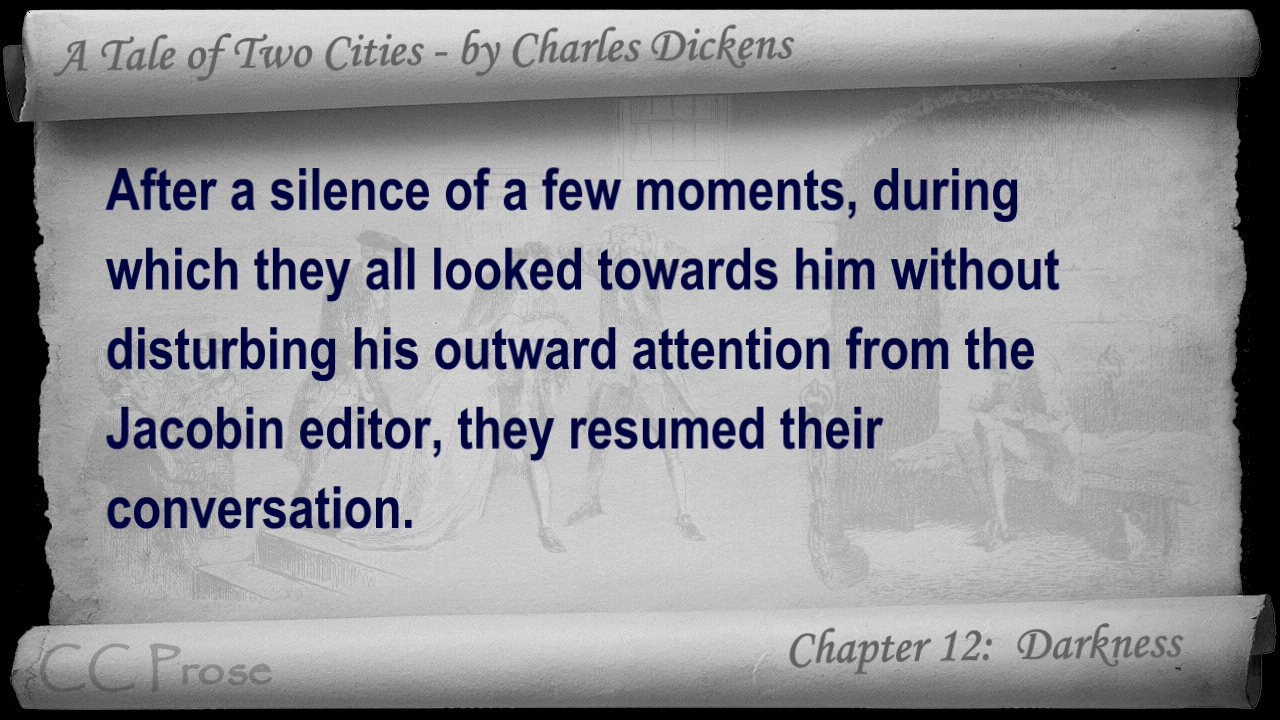 A Tale of Two Cities - by Charles Dickens
After a silence of a few moments, during
which they all looked towards him without
disturbing his outward attention from the
Jacobin editor, they resumed their
conversation.
CC Prose
Chapter 12: Darkness